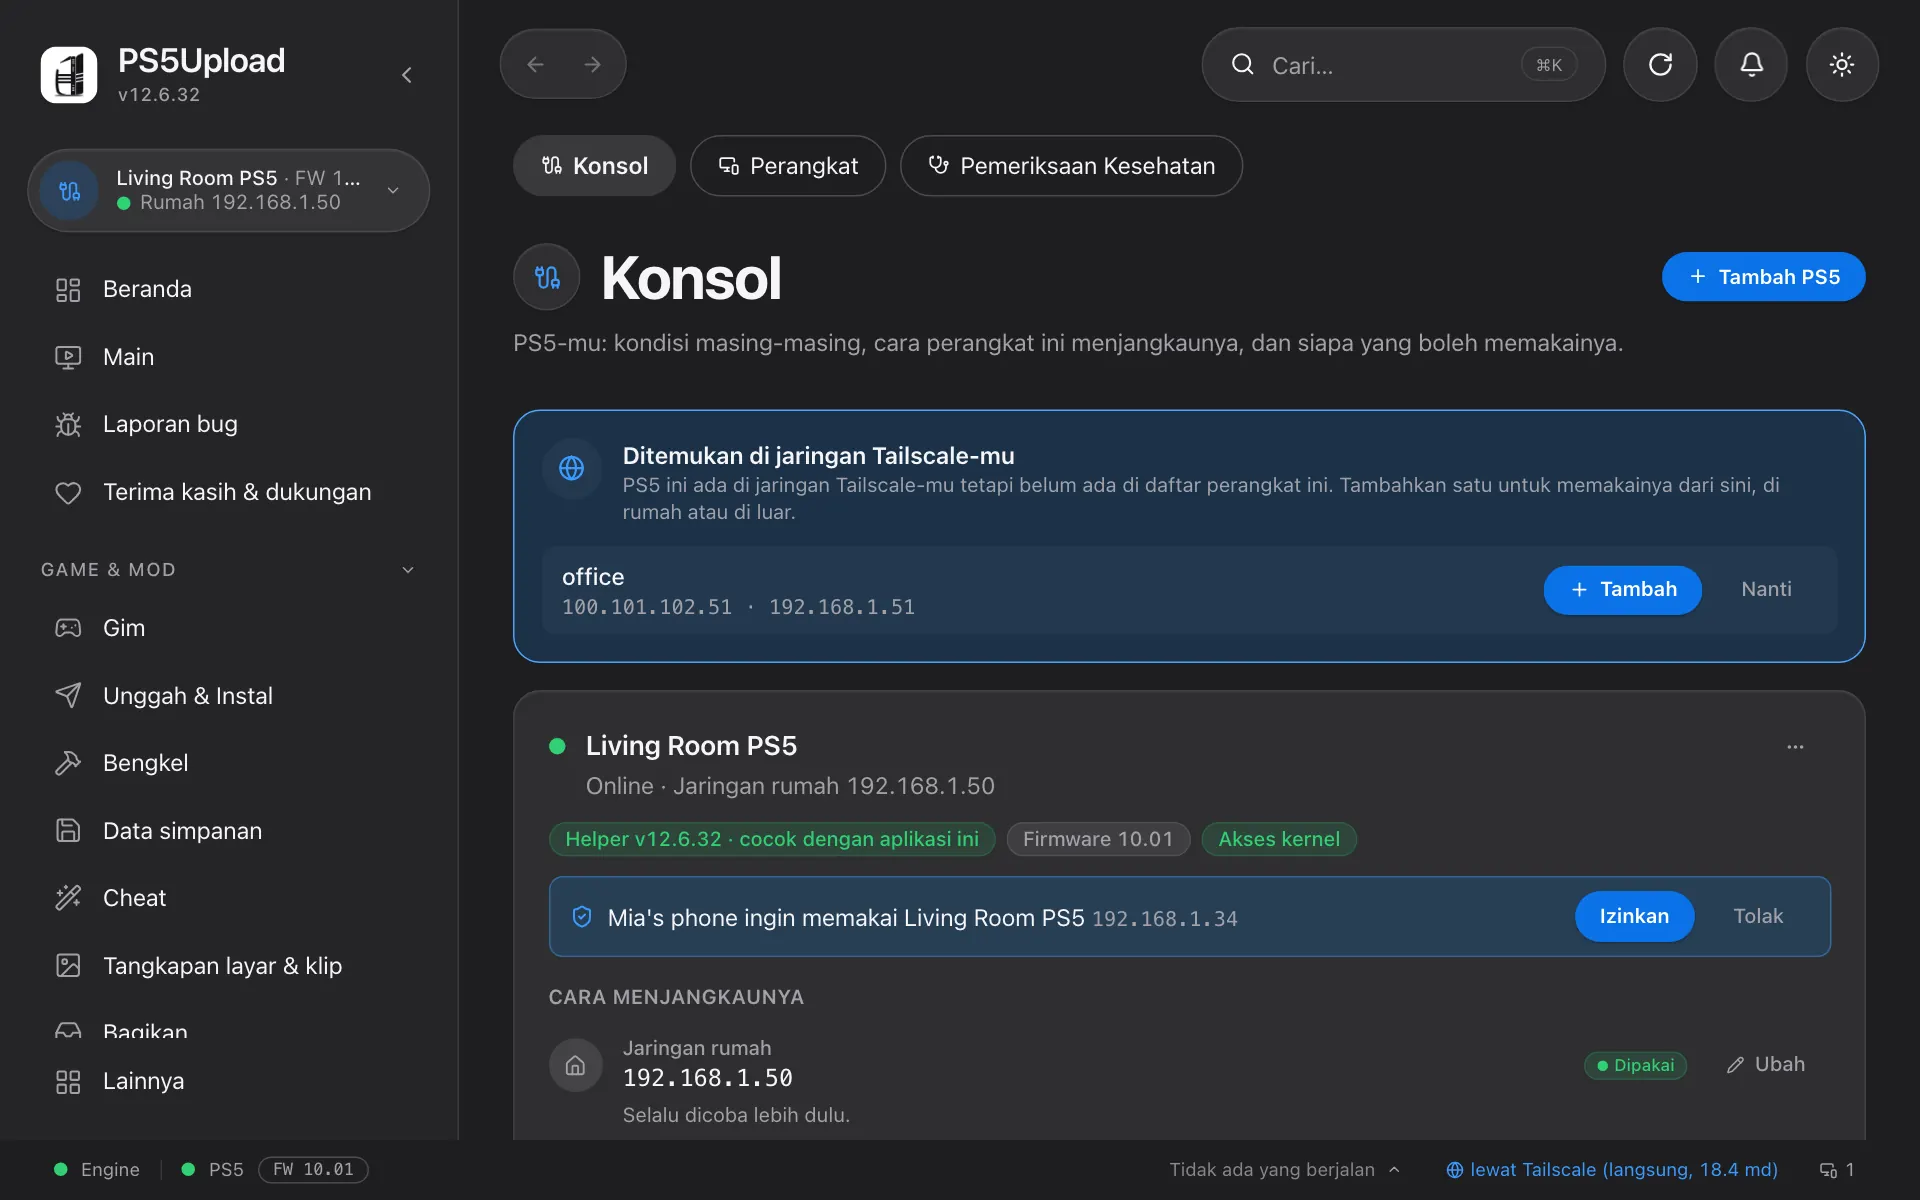 PS5Upload
v12.6.32
Living Room PS5 · FW 1...
Rumah 192.168.1.50
Beranda
Main
Laporan bug
Terima kasih & dukungan
GAME & MOD
Gim
Unggah & Instal
Bengkel
Data simpanan
Cheat
Tangkapan layar & klip
Bagikan
Lainnya
Cari...
⌘K
Konsol
Perangkat
Pemeriksaan Kesehatan
Konsol
+ Tambah PS5
PS5-mu: kondisi masing-masing, cara perangkat ini menjangkaunya, dan siapa yang boleh memakainya.
Ditemukan di jaringan Tailscale-mu
PS5 ini ada di jaringan Tailscale-mu tetapi belum ada di daftar perangkat ini. Tambahkan satu untuk memakainya dari sini, di
rumah atau di luar.
office
100.101.102.51 · 192.168.1.51
+ Tambah
Nanti
Living Room PS5
Online · Jaringan rumah 192.168.1.50
Helper v12.6.32 · cocok dengan aplikasi ini
Firmware 10.01
Akses kernel
Mia's phone ingin memakai Living Room PS5 192.168.1.34
Izinkan
Tolak
CARA MENJANGKAUNYA
Jaringan rumah
192.168.1.50
Selalu dicoba lebih dulu.
Dipakai
Ubah
Engine
PS5
FW 10.01
Tidak ada yang berjalan
lewat Tailscale (langsung, 18.4 md)
1